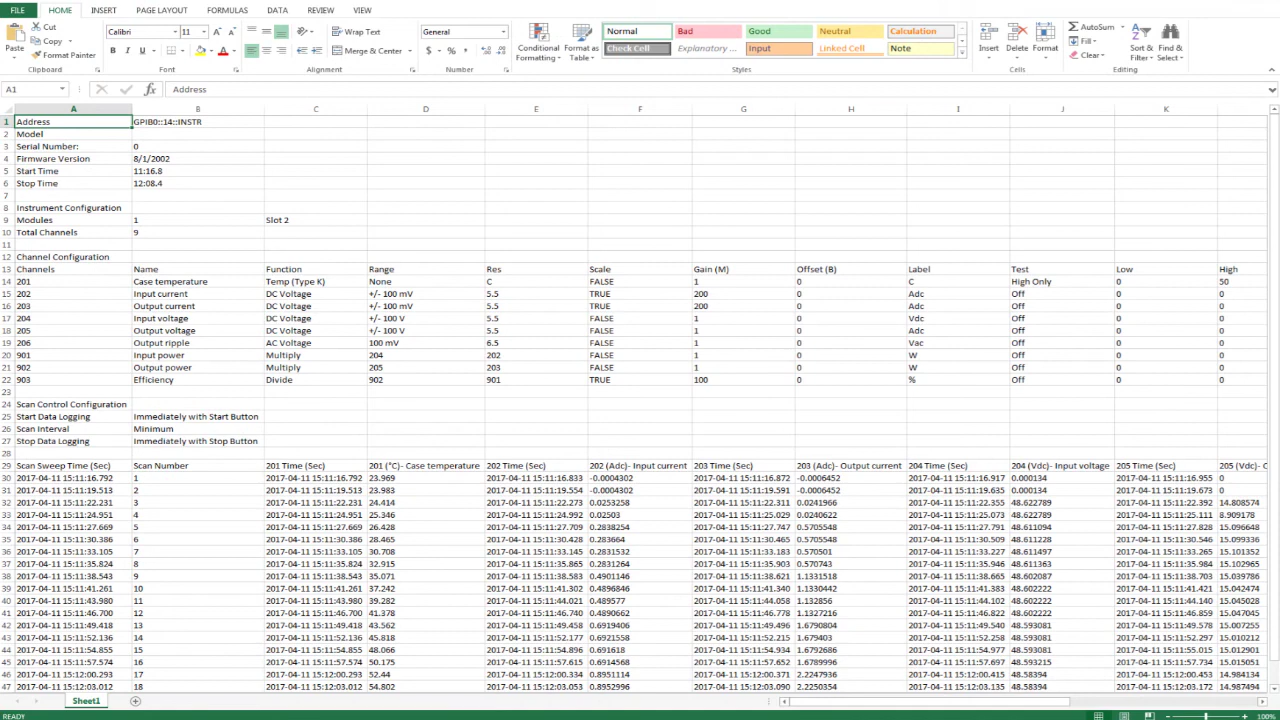 FILE HOME INSERT PAGE LAYOUT FORMULAS DATA REVIEW VIEW
Cut Calibri 11 Wrap Text General Normal Bad Good Neutral Calculation AutoSum
Copy Fill
Paste Format Painter Merge & Center Conditional Formatting Format as Table Check Cell Explanatory ... Input Linked Cell Note Insert Delete Format Clear Sort & Filter Find & Select
Clipboard Font Alignment Number Styles Cells Editing
A1 Address
A B C D E F G H I J K
1 Address GPIB0::14::INSTR
2 Model
3 Serial Number: 0
4 Firmware Version 8/1/2002
5 Start Time 11:16.8
6 Stop Time 12:08.4
7
8 Instrument Configuration
9 Modules 1 Slot 2
10 Total Channels 9
11
12 Channel Configuration
13 Channels Name Function Range Res Scale Gain (M) Offset (B) Label Test Low High
14 201 Case temperature Temp (Type K) None C FALSE 1 0 C High Only 0 50
15 202 Input current DC Voltage +/- 100 mV 5.5 TRUE 200 0 Adc Off 0 0
16 203 Output current DC Voltage +/- 100 mV 5.5 TRUE 200 0 Adc Off 0 0
17 204 Input voltage DC Voltage +/- 100 V 5.5 FALSE 1 0 Vdc Off 0 0
18 205 Output voltage DC Voltage +/- 100 V 5.5 FALSE 1 0 Adc Off 0 0
19 206 Output ripple AC Voltage 100 mV 6.5 FALSE 1 0 Vac Off 0 0
20 901 Input power Multiply 204 202 FALSE 1 0 W Off 0 0
21 902 Output power Multiply 205 203 FALSE 1 0 W Off 0 0
22 903 Efficiency Divide 902 901 TRUE 100 0 % Off 0 0
23
24 Scan Control Configuration
25 Start Data Logging Immediately with Start Button
26 Scan Interval Minimum
27 Stop Data Logging Immediately with Stop Button
28
29 Scan Sweep Time (Sec) Scan Number 201 Time (Sec) 201 (°C)- Case temperature 202 Time (Sec) 202 (Adc)- Input current 203 Time (Sec) 203 (Adc)- Output current 204 Time (Sec) 204 (Vdc)- Input voltage 205 Time (Sec) 205 (Vdc)-
30 2017-04-11 15:11:16.792 1 2017-04-11 15:11:16.792 23.969 2017-04-11 15:11:16.833 -0.0004302 2017-04-11 15:11:16.872 -0.0006452 2017-04-11 15:11:16.917 0.000134 2017-04-11 15:11:16.955 0
31 2017-04-11 15:11:19.513 2 2017-04-11 15:11:19.513 23.983 2017-04-11 15:11:19.554 -0.0004302 2017-04-11 15:11:19.591 -0.0006452 2017-04-11 15:11:19.635 0.000134 2017-04-11 15:11:19.673 0
32 2017-04-11 15:11:22.231 3 2017-04-11 15:11:22.231 24.414 2017-04-11 15:11:22.273 0.0253258 2017-04-11 15:11:22.311 0.0241966 2017-04-11 15:11:22.355 48.622789 2017-04-11 15:11:22.392 14.808574
33 2017-04-11 15:11:24.951 4 2017-04-11 15:11:24.951 25.346 2017-04-11 15:11:24.991 0.02503 2017-04-11 15:11:25.029 0.0240622 2017-04-11 15:11:25.073 48.622789 2017-04-11 15:11:25.111 8.909178
34 2017-04-11 15:11:27.669 5 2017-04-11 15:11:27.669 26.428 2017-04-11 15:11:27.709 0.2838254 2017-04-11 15:11:27.747 0.5705548 2017-04-11 15:11:27.791 48.611094 2017-04-11 15:11:27.828 15.096648
35 2017-04-11 15:11:30.386 6 2017-04-11 15:11:30.386 28.465 2017-04-11 15:11:30.428 0.283664 2017-04-11 15:11:30.465 0.5705548 2017-04-11 15:11:30.509 48.611228 2017-04-11 15:11:30.546 15.099336
36 2017-04-11 15:11:33.105 7 2017-04-11 15:11:33.105 30.708 2017-04-11 15:11:33.145 0.2831532 2017-04-11 15:11:33.183 0.570501 2017-04-11 15:11:33.227 48.611497 2017-04-11 15:11:33.265 15.101352
37 2017-04-11 15:11:35.824 8 2017-04-11 15:11:35.824 32.915 2017-04-11 15:11:35.865 0.2831264 2017-04-11 15:11:35.903 0.570743 2017-04-11 15:11:35.946 48.611363 2017-04-11 15:11:35.984 15.102965
38 2017-04-11 15:11:38.543 9 2017-04-11 15:11:38.543 35.071 2017-04-11 15:11:38.583 0.4901146 2017-04-11 15:11:38.621 1.1331518 2017-04-11 15:11:38.665 48.602087 2017-04-11 15:11:38.703 15.039786
39 2017-04-11 15:11:41.261 10 2017-04-11 15:11:41.261 37.242 2017-04-11 15:11:41.302 0.4896846 2017-04-11 15:11:41.340 1.1330442 2017-04-11 15:11:41.383 48.602222 2017-04-11 15:11:41.421 15.042474
40 2017-04-11 15:11:43.980 11 2017-04-11 15:11:43.980 39.282 2017-04-11 15:11:44.020 0.489577 2017-04-11 15:11:44.058 1.132856 2017-04-11 15:11:44.102 48.602222 2017-04-11 15:11:44.140 15.045028
41 2017-04-11 15:11:46.700 12 2017-04-11 15:11:46.700 41.378 2017-04-11 15:11:46.740 0.4890662 2017-04-11 15:11:46.778 1.1327216 2017-04-11 15:11:46.822 48.602222 2017-04-11 15:11:46.859 15.047045
42 2017-04-11 15:11:49.418 13 2017-04-11 15:11:49.418 43.562 2017-04-11 15:11:49.458 0.6919406 2017-04-11 15:11:49.496 1.6790804 2017-04-11 15:11:49.540 48.593081 2017-04-11 15:11:49.578 15.007255
43 2017-04-11 15:11:52.136 14 2017-04-11 15:11:52.136 45.818 2017-04-11 15:11:52.177 0.6921558 2017-04-11 15:11:52.215 1.679403 2017-04-11 15:11:52.258 48.593081 2017-04-11 15:11:52.297 15.010212
44 2017-04-11 15:11:54.855 15 2017-04-11 15:11:54.855 48.066 2017-04-11 15:11:54.896 0.691618 2017-04-11 15:11:54.934 1.6792686 2017-04-11 15:11:54.978 48.593081 2017-04-11 15:11:55.015 15.012901
45 2017-04-11 15:11:57.574 16 2017-04-11 15:11:57.574 50.175 2017-04-11 15:11:57.615 0.6914568 2017-04-11 15:11:57.652 1.6789996 2017-04-11 15:11:57.697 48.593215 2017-04-11 15:11:57.734 15.015051
46 2017-04-11 15:12:00.293 17 2017-04-11 15:12:00.293 52.44 2017-04-11 15:12:00.334 0.8951114 2017-04-11 15:12:00.371 2.2247936 2017-04-11 15:12:00.415 48.58394 2017-04-11 15:12:00.453 14.984134
47 2017-04-11 15:12:03.012 18 2017-04-11 15:12:03.012 54.802 2017-04-11 15:12:03.053 0.8952996 2017-04-11 15:12:03.090 2.2250354 2017-04-11 15:12:03.135 48.58394 2017-04-11 15:12:03.172 14.987494
Sheet1
READY 100%